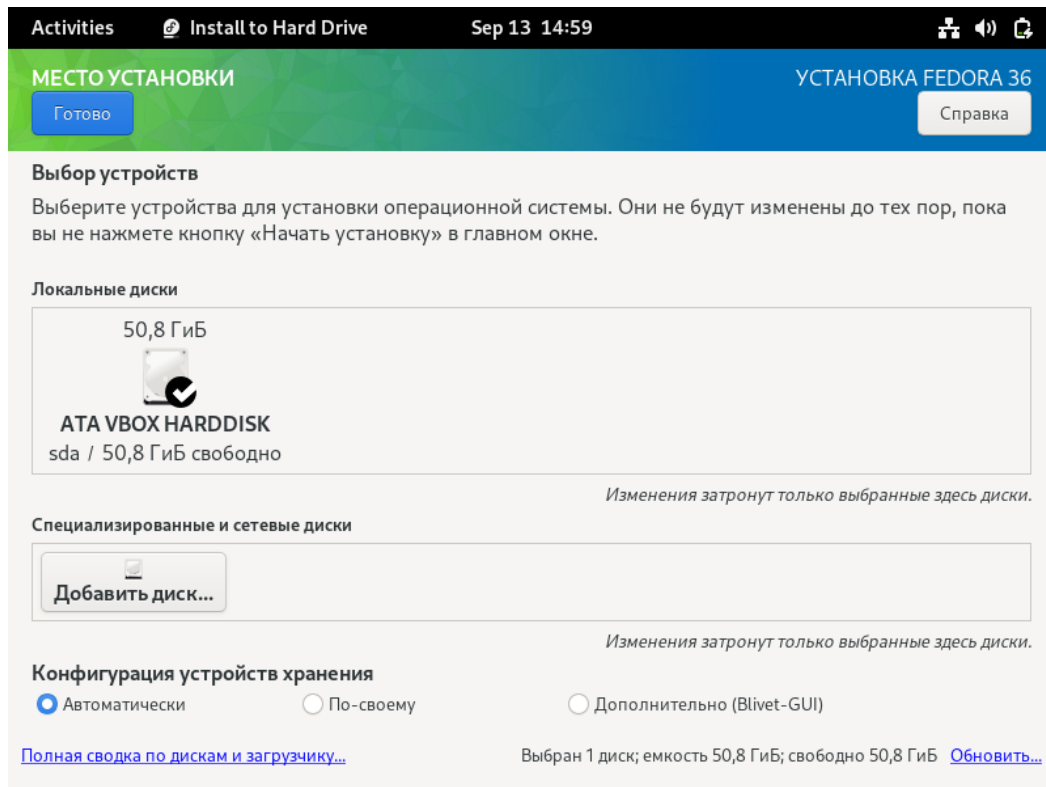 Activities Install to Hard Drive Sep 13 14:59
МЕСТО УСТАНОВКИ УСТАНОВКА FEDORA 36
Готово Справка
Выбор устройств
Выберите устройства для установки операционной системы. Они не будут изменены до тех пор, пока
вы не нажмете кнопку «Начать установку» в главном окне.
Локальные диски
50,8 ГиБ
ATA VBOX HARDDISK
sda / 50,8 ГиБ свободно
Изменения затронут только выбранные здесь диски.
Специализированные и сетевые диски
Добавить диск...
Изменения затронут только выбранные здесь диски.
Конфигурация устройств хранения
Автоматически По-своему Дополнительно (Blivet-GUI)
Полная сводка по дискам и загрузчику... Выбран 1 диск; емкость 50,8 ГиБ; свободно 50,8 ГиБ Обновить...